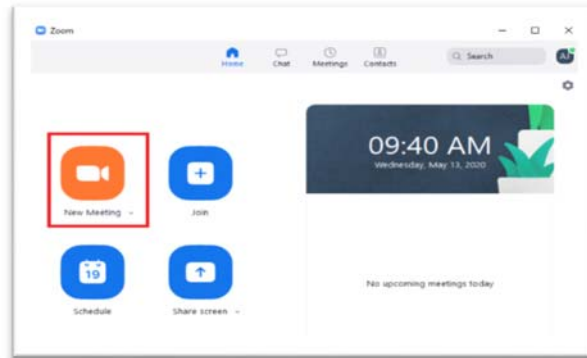 Zoom
Home Chat Meetings Contacts
Search
AJ
09:40 AM
Wednesday, May 13, 2020
New Meeting
Join
19
Schedule
Share screen
No upcoming meetings today